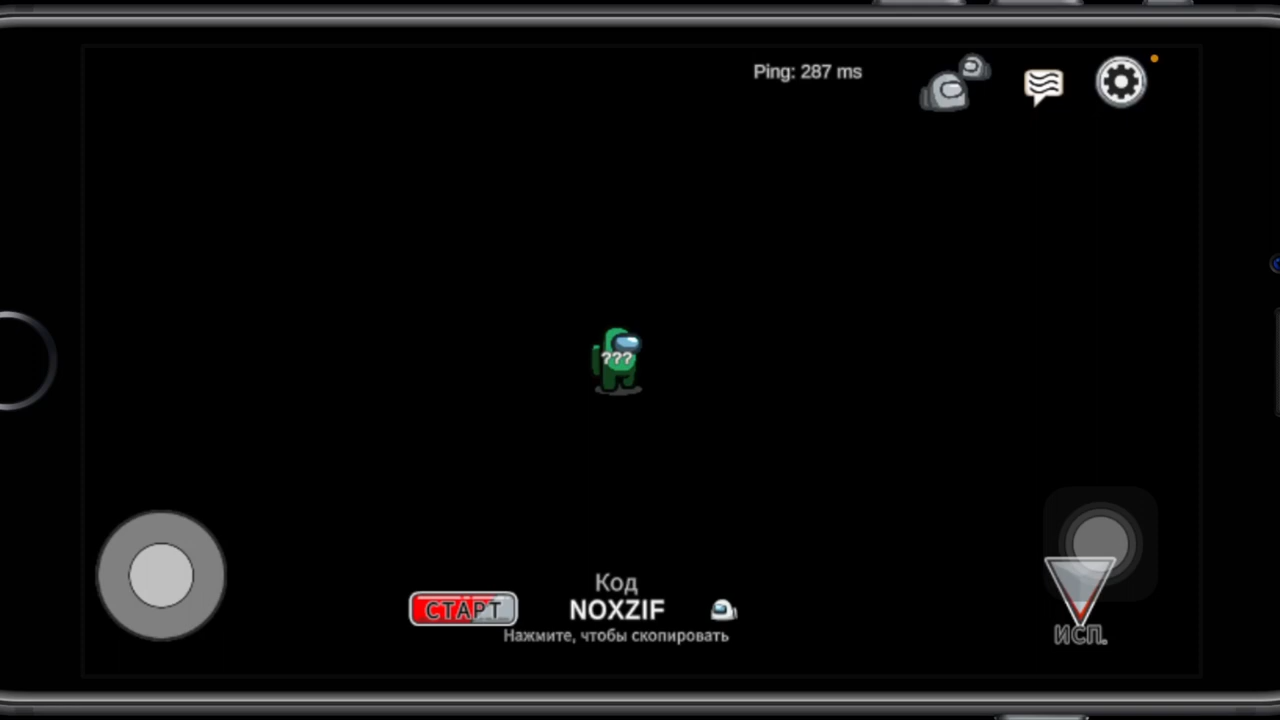 Ping: 287 ms
???
Код
СТАРТ
NOXZIF
Нажмите, чтобы скопировать
ИСП.